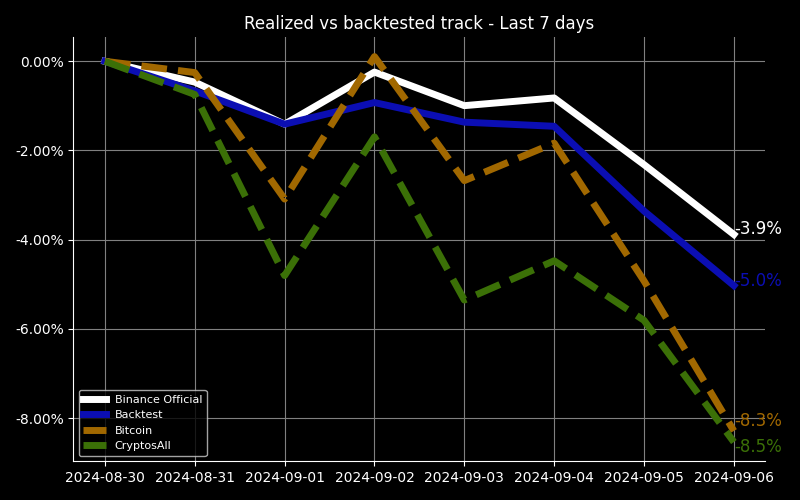 Realized vs backtested track - Last 7 days
0.00%
-2.00%
-4.00%
-6.00%
-8.00%
-3.9%
-5.0%
-8.3%
-8.5%
Binance Official
Backtest
Bitcoin
CryptosAll
2024-08-30 2024-08-31 2024-09-01 2024-09-02 2024-09-03 2024-09-04 2024-09-05 2024-09-06